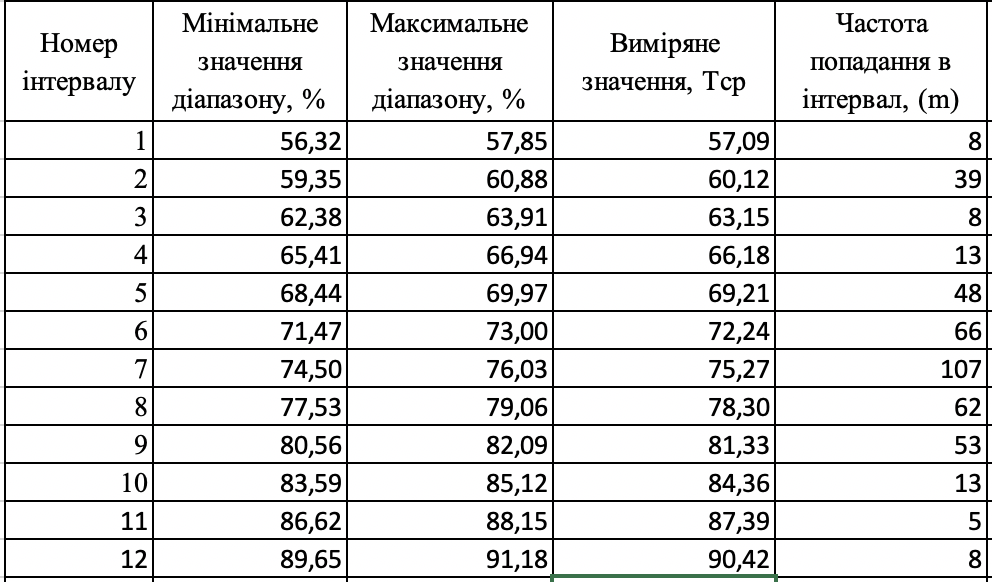 Номер інтервалу Мінімальне значення діапазону, % Максимальне значення діапазону, % Виміряне значення, Тср Частота попадання в інтервал, (m)
1 56,32 57,85 57,09 8
2 59,35 60,88 60,12 39
3 62,38 63,91 63,15 8
4 65,41 66,94 66,18 13
5 68,44 69,97 69,21 48
6 71,47 73,00 72,24 66
7 74,50 76,03 75,27 107
8 77,53 79,06 78,30 62
9 80,56 82,09 81,33 53
10 83,59 85,12 84,36 13
11 86,62 88,15 87,39 5
12 89,65 91,18 90,42 8